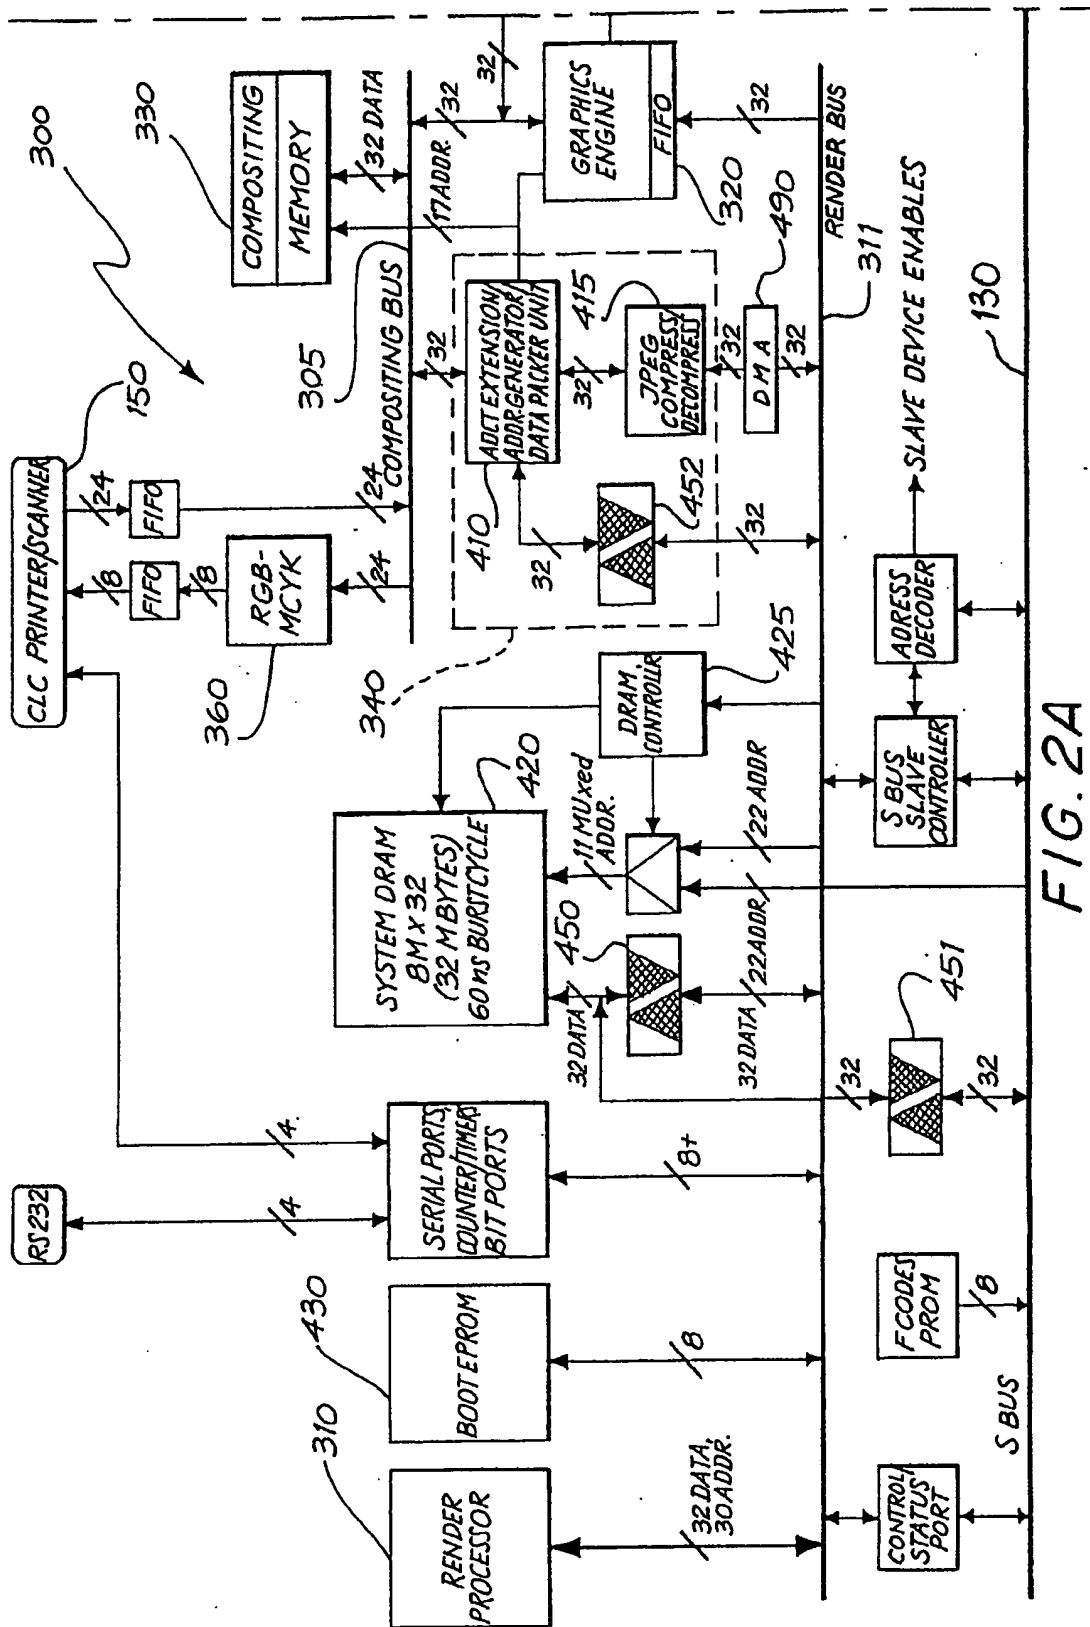 RS232
CLC PRINTER/SCANNER
150
300
4
4
8
24
FIFO
FIFO
8
RGB-
MCYK
360
24
24
COMPOSITING
MEMORY
330
32 DATA
17 ADDR.
32
32
305
COMPOSITING BUS
310
RENDER
PROCESSOR
430
BOOT EPROM
SERIAL PORTS,
COUNTER/TIMERS
BIT PORTS
SYSTEM DRAM
8M X 32
(32 M BYTES)
60 ns BURSTCYCLE
420
340
410
32
ADCT EXTENSION/
ADDR.GENERATOR/
DATA PACKER UNIT
GRAPHICS
ENGINE
FIFO
320
32
32
JPEG
COMPRESS/
DECOMPRESS
415
452
32
32
DMA
490
32
32
DRAM
CONTROLLR
425
11 MUxed
ADDR.
32 DATA
450
32 DATA
22 ADDR
22 ADDR
32 DATA,
30 ADDR.
8
8+
RENDER BUS
311
CONTROL/
STATUS
PORT
FCODES
PROM
8
32
451
32
S BUS
SLAVE
CONTROLLER
ADRESS
DECODER
SLAVE DEVICE ENABLES
S BUS
130
FIG. 2A